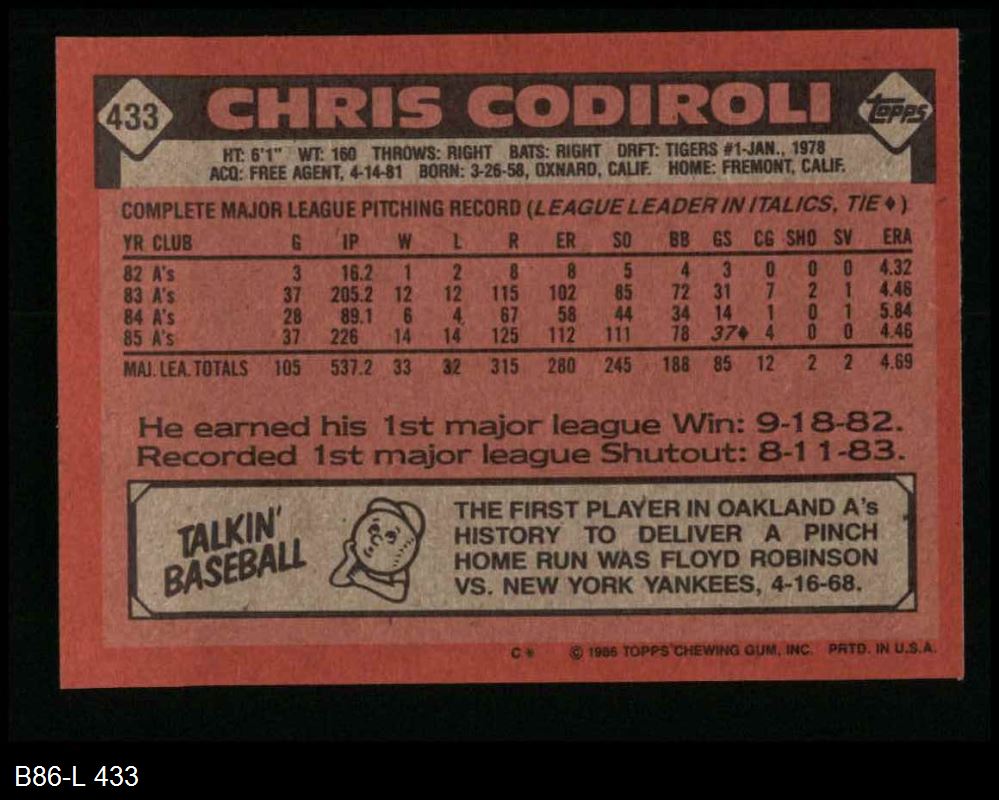 433 CHRIS CODIROLI Topps
HT: 6'1" WT: 160 THROWS: RIGHT BATS: RIGHT DRFT: TIGERS #1-JAN., 1978
ACQ: FREE AGENT, 4-14-81 BORN: 3-26-58, OXNARD, CALIF. HOME: FREMONT, CALIF.
COMPLETE MAJOR LEAGUE PITCHING RECORD (LEAGUE LEADER IN ITALICS, TIE ♦)
YR CLUB G IP W L R ER SO BB GS CG SHO SV ERA
82 A's 3 16.2 1 2 8 8 5 4 3 0 0 0 4.32
83 A's 37 205.2 12 12 115 102 85 72 31 7 2 1 4.46
84 A's 28 89.1 6 4 67 58 44 34 14 1 0 1 5.84
85 A's 37 226 14 14 125 112 111 78 37♦ 4 0 0 4.46
MAJ. LEA. TOTALS 105 537.2 33 32 315 280 245 188 85 12 2 2 4.69
He earned his 1st major league Win: 9-18-82.
Recorded 1st major league Shutout: 8-11-83.
TALKIN'
BASEBALL
THE FIRST PLAYER IN OAKLAND A's
HISTORY TO DELIVER A PINCH
HOME RUN WAS FLOYD ROBINSON
VS. NEW YORK YANKEES, 4-16-68.
C* © 1986 TOPPS CHEWING GUM, INC. PRTD. IN U.S.A.
B86-L 433